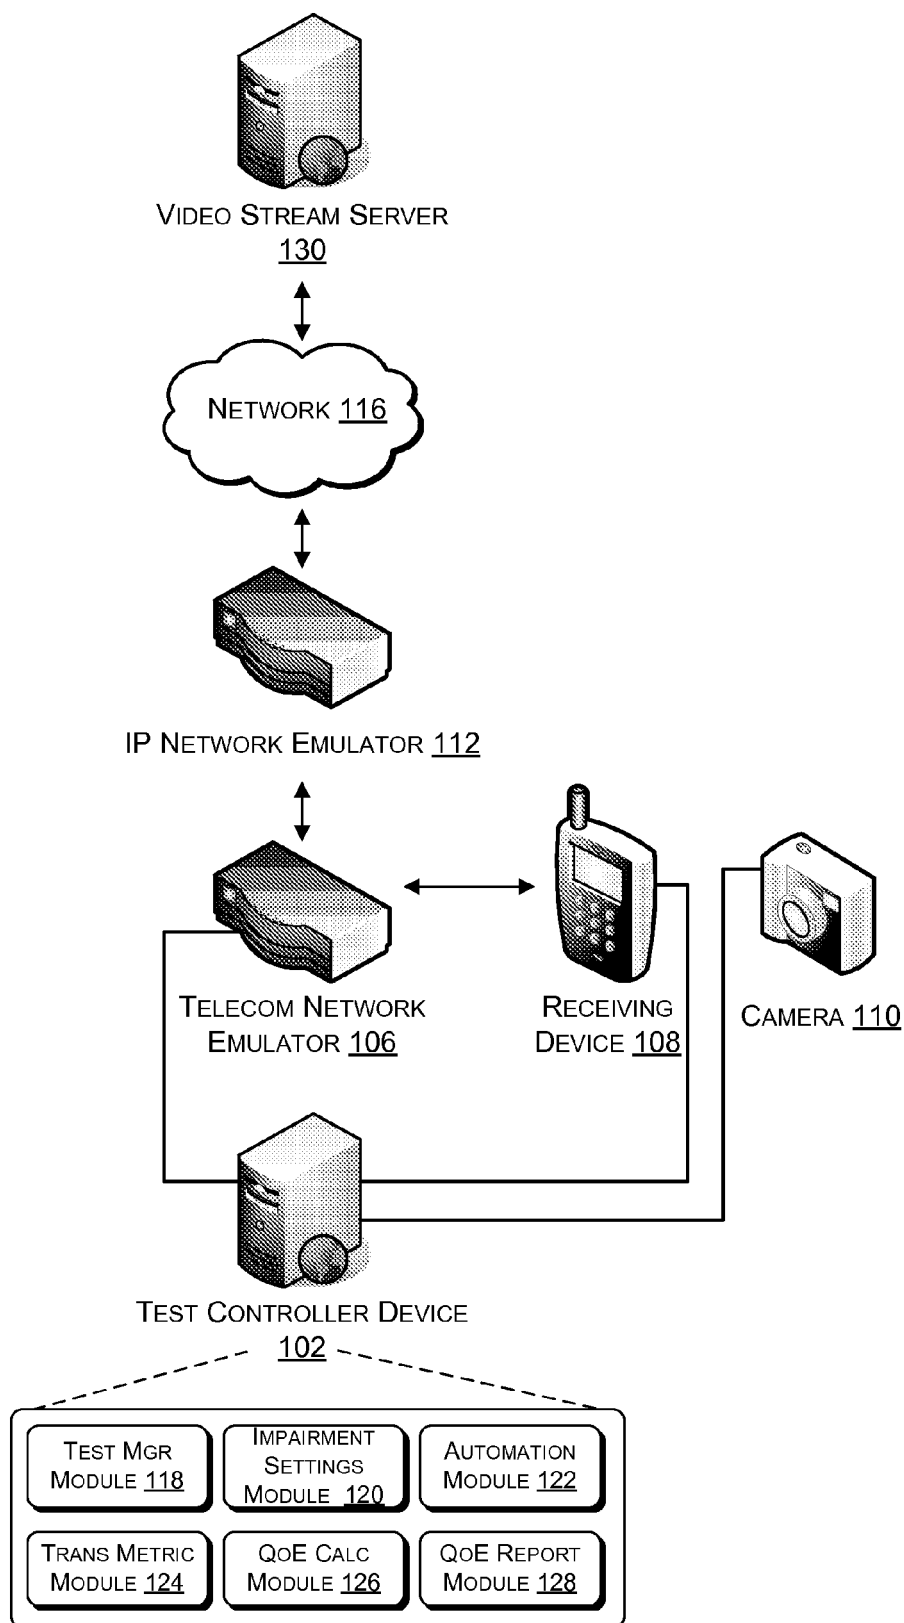 VIDEO STREAM SERVER
130
NETWORK 116
IP NETWORK EMULATOR 112
TELECOM NETWORK
EMULATOR 106
RECEIVING
DEVICE 108
CAMERA 110
TEST CONTROLLER DEVICE
102
TEST MGR
MODULE 118
IMPAIRMENT
SETTINGS
MODULE 120
AUTOMATION
MODULE 122
TRANS METRIC
MODULE 124
QOE CALC
MODULE 126
QOE REPORT
MODULE 128